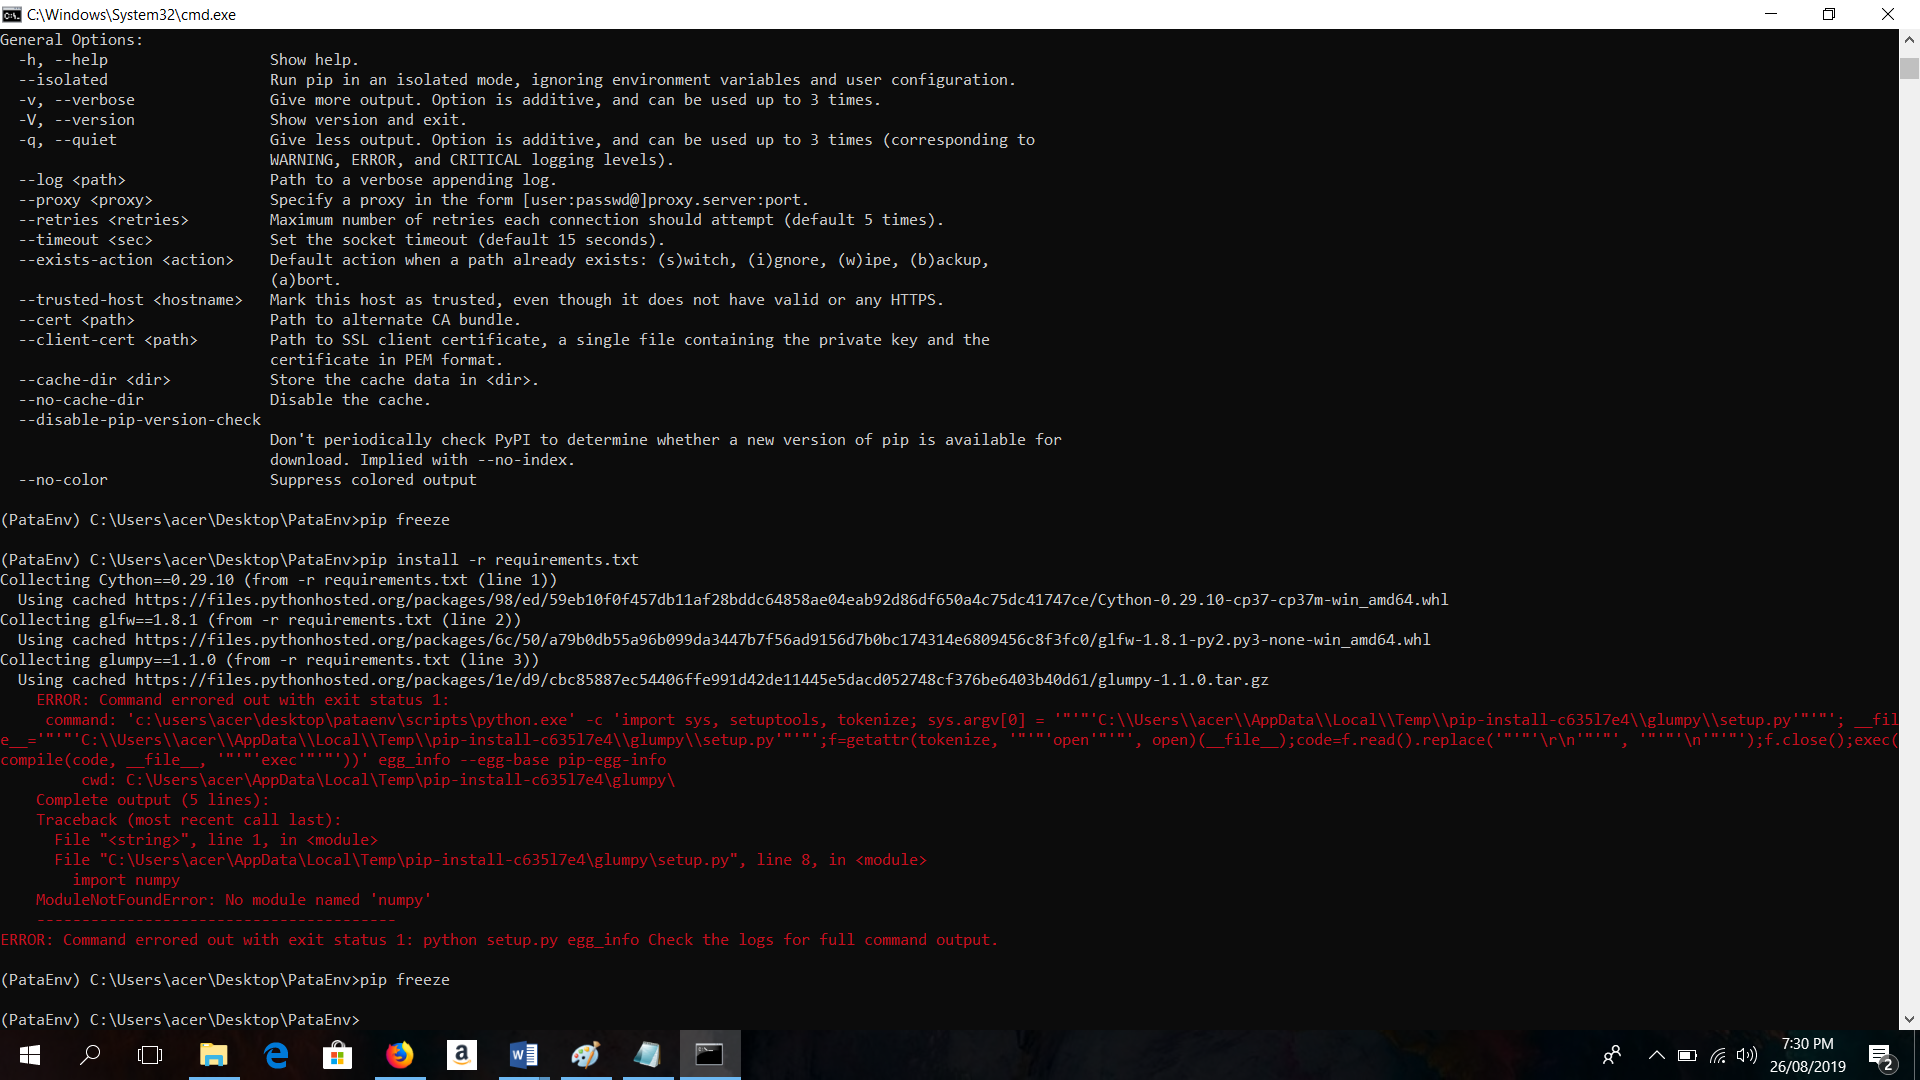 C:\Windows\System32\cmd.exe
General Options:
  -h, --help                  Show help.
  --isolated                  Run pip in an isolated mode, ignoring environment variables and user configuration.
  -v, --verbose               Give more output. Option is additive, and can be used up to 3 times.
  -V, --version               Show version and exit.
  -q, --quiet                 Give less output. Option is additive, and can be used up to 3 times (corresponding to
                              WARNING, ERROR, and CRITICAL logging levels).
  --log <path>                Path to a verbose appending log.
  --proxy <proxy>             Specify a proxy in the form [user:passwd@]proxy.server:port.
  --retries <retries>         Maximum number of retries each connection should attempt (default 5 times).
  --timeout <sec>             Set the socket timeout (default 15 seconds).
  --exists-action <action>    Default action when a path already exists: (s)witch, (i)gnore, (w)ipe, (b)ackup,
                              (a)bort.
  --trusted-host <hostname>   Mark this host as trusted, even though it does not have valid or any HTTPS.
  --cert <path>               Path to alternate CA bundle.
  --client-cert <path>        Path to SSL client certificate, a single file containing the private key and the
                              certificate in PEM format.
  --cache-dir <dir>           Store the cache data in <dir>.
  --no-cache-dir              Disable the cache.
  --disable-pip-version-check
                              Don't periodically check PyPI to determine whether a new version of pip is available for
                              download. Implied with --no-index.
  --no-color                  Suppress colored output
(PataEnv) C:\Users\acer\Desktop\PataEnv>pip freeze
(PataEnv) C:\Users\acer\Desktop\PataEnv>pip install -r requirements.txt
Collecting Cython==0.29.10 (from -r requirements.txt (line 1))
  Using cached https://files.pythonhosted.org/packages/98/ed/59eb10f0f457db11af28bddc64858ae04eab92d86df650a4c75dc41747ce/Cython-0.29.10-cp37-cp37m-win_amd64.whl
Collecting glfw==1.8.1 (from -r requirements.txt (line 2))
  Using cached https://files.pythonhosted.org/packages/6c/50/a79b0db55a96b099da3447b7f56ad9156d7b0bc174314e6809456c8f3fc0/glfw-1.8.1-py2.py3-none-win_amd64.whl
Collecting glumpy==1.1.0 (from -r requirements.txt (line 3))
  Using cached https://files.pythonhosted.org/packages/1e/d9/cbc85887ec54406ffe991d42de11445e5dacd052748cf376be6403b40d61/glumpy-1.1.0.tar.gz
    ERROR: Command errored out with exit status 1:
     command: 'c:\users\acer\desktop\pataenv\scripts\python.exe' -c 'import sys, setuptools, tokenize; sys.argv[0] = '"'"'C:\\Users\\acer\\AppData\\Local\\Temp\\pip-install-c635l7e4\\glumpy\\setup.py'"'"'; __fil
e__='"'"'C:\\Users\\acer\\AppData\\Local\\Temp\\pip-install-c635l7e4\\glumpy\\setup.py'"'"';f=getattr(tokenize, '"'"'open'"'"', open)(__file__);code=f.read().replace('"'"'\r\n'"'"', '"'"'\n'"'"');f.close();exec(
compile(code, __file__, '"'"'exec'"'"'))' egg_info --egg-base pip-egg-info
         cwd: C:\Users\acer\AppData\Local\Temp\pip-install-c635l7e4\glumpy\
    Complete output (5 lines):
    Traceback (most recent call last):
      File "<string>", line 1, in <module>
      File "C:\Users\acer\AppData\Local\Temp\pip-install-c635l7e4\glumpy\setup.py", line 8, in <module>
        import numpy
    ModuleNotFoundError: No module named 'numpy'
    ----------------------------------------
ERROR: Command errored out with exit status 1: python setup.py egg_info Check the logs for full command output.
(PataEnv) C:\Users\acer\Desktop\PataEnv>pip freeze
(PataEnv) C:\Users\acer\Desktop\PataEnv>
7:30 PM
26/08/2019
2